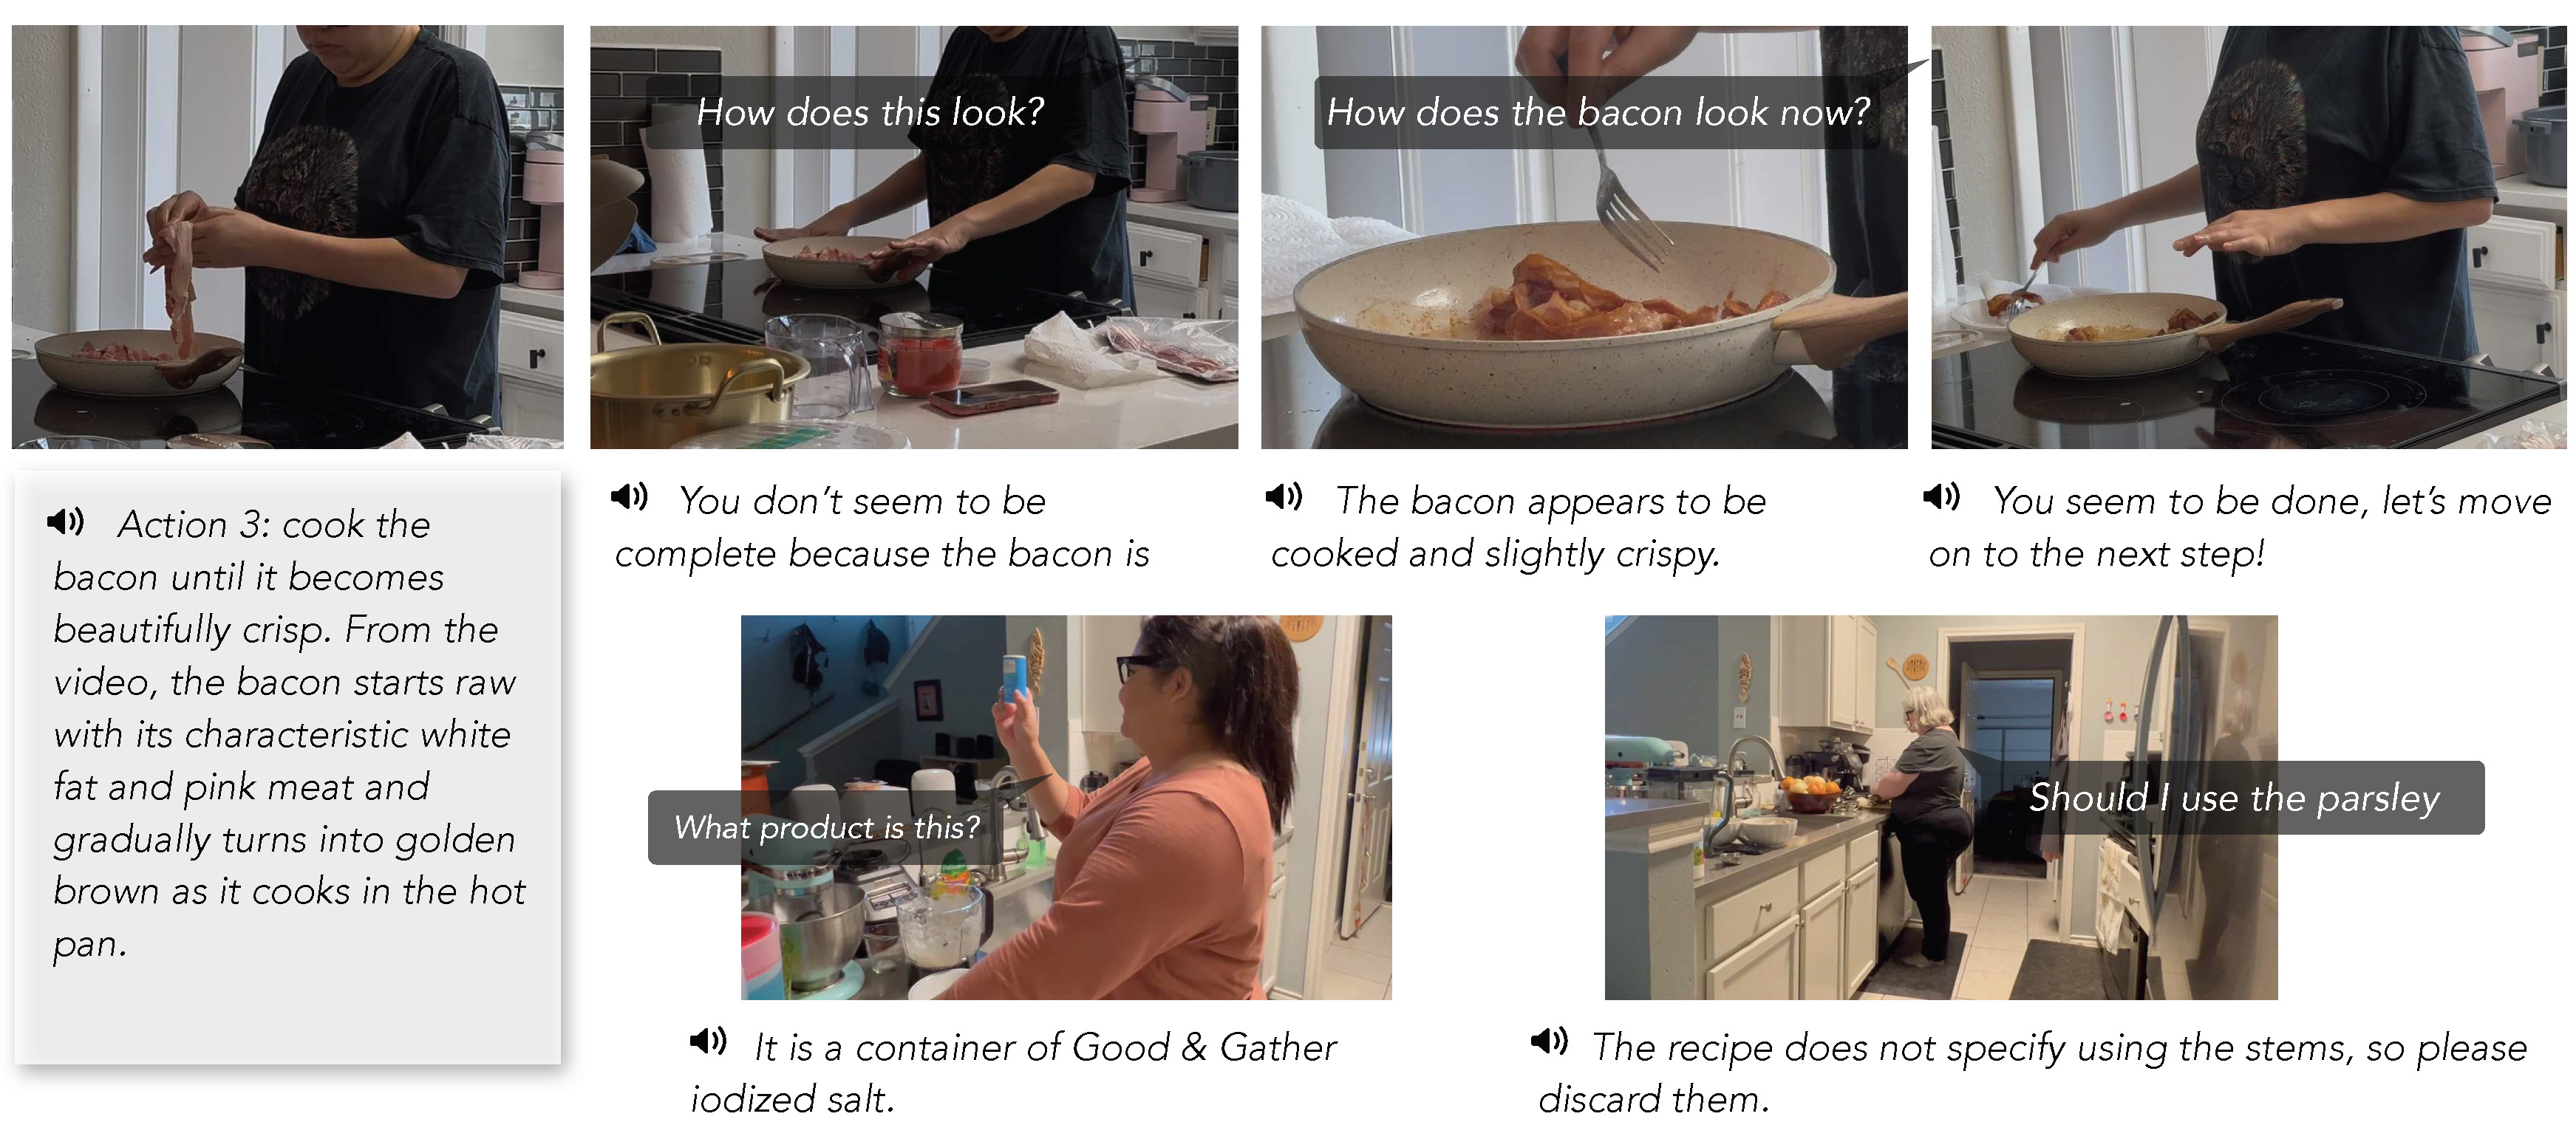 How does this look?
How does the bacon look now?
Action 3: cook the
bacon until it becomes
beautifully crisp. From the
video, the bacon starts raw
with its characteristic white
fat and pink meat and
gradually turns into golden
brown as it cooks in the hot
pan.
You don't seem to be
complete because the bacon is
The bacon appears to be
cooked and slightly crispy.
You seem to be done, let's move
on to the next step!
What product is this?
Should I use the parsley
It is a container of Good & Gather
iodized salt.
The recipe does not specify using the stems, so please
discard them.